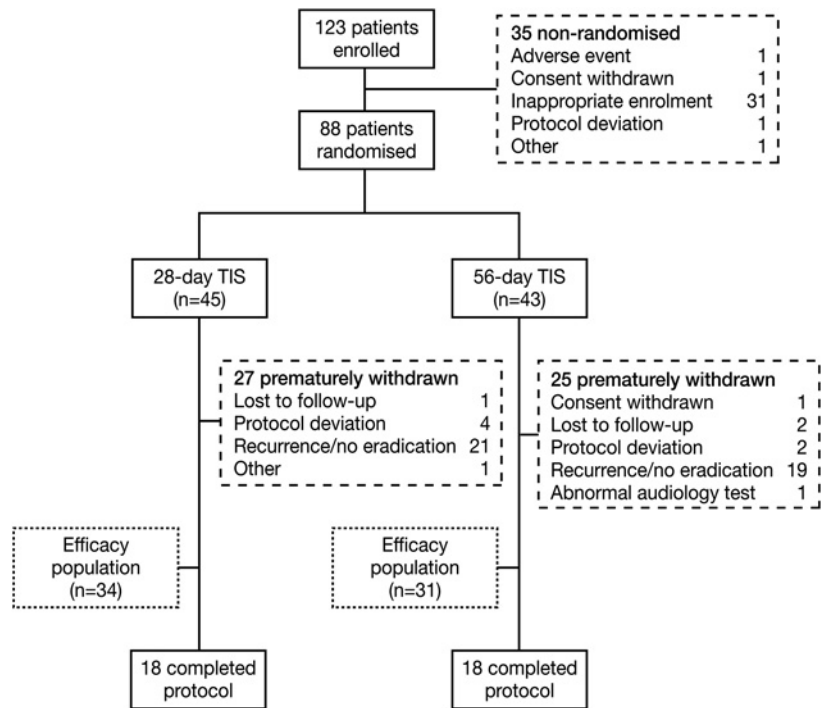 123 patients
enrolled
35 non-randomised
Adverse event 1
Consent withdrawn 1
Inappropriate enrolment 31
Protocol deviation 1
Other 1
88 patients
randomised
28-day TIS
(n=45)
56-day TIS
(n=43)
27 prematurely withdrawn
Lost to follow-up 1
Protocol deviation 4
Recurrence/no eradication 21
Other 1
25 prematurely withdrawn
Consent withdrawn 1
Lost to follow-up 2
Protocol deviation 2
Recurrence/no eradication 19
Abnormal audiology test 1
Efficacy
population
(n=34)
Efficacy
population
(n=31)
18 completed
protocol
18 completed
protocol